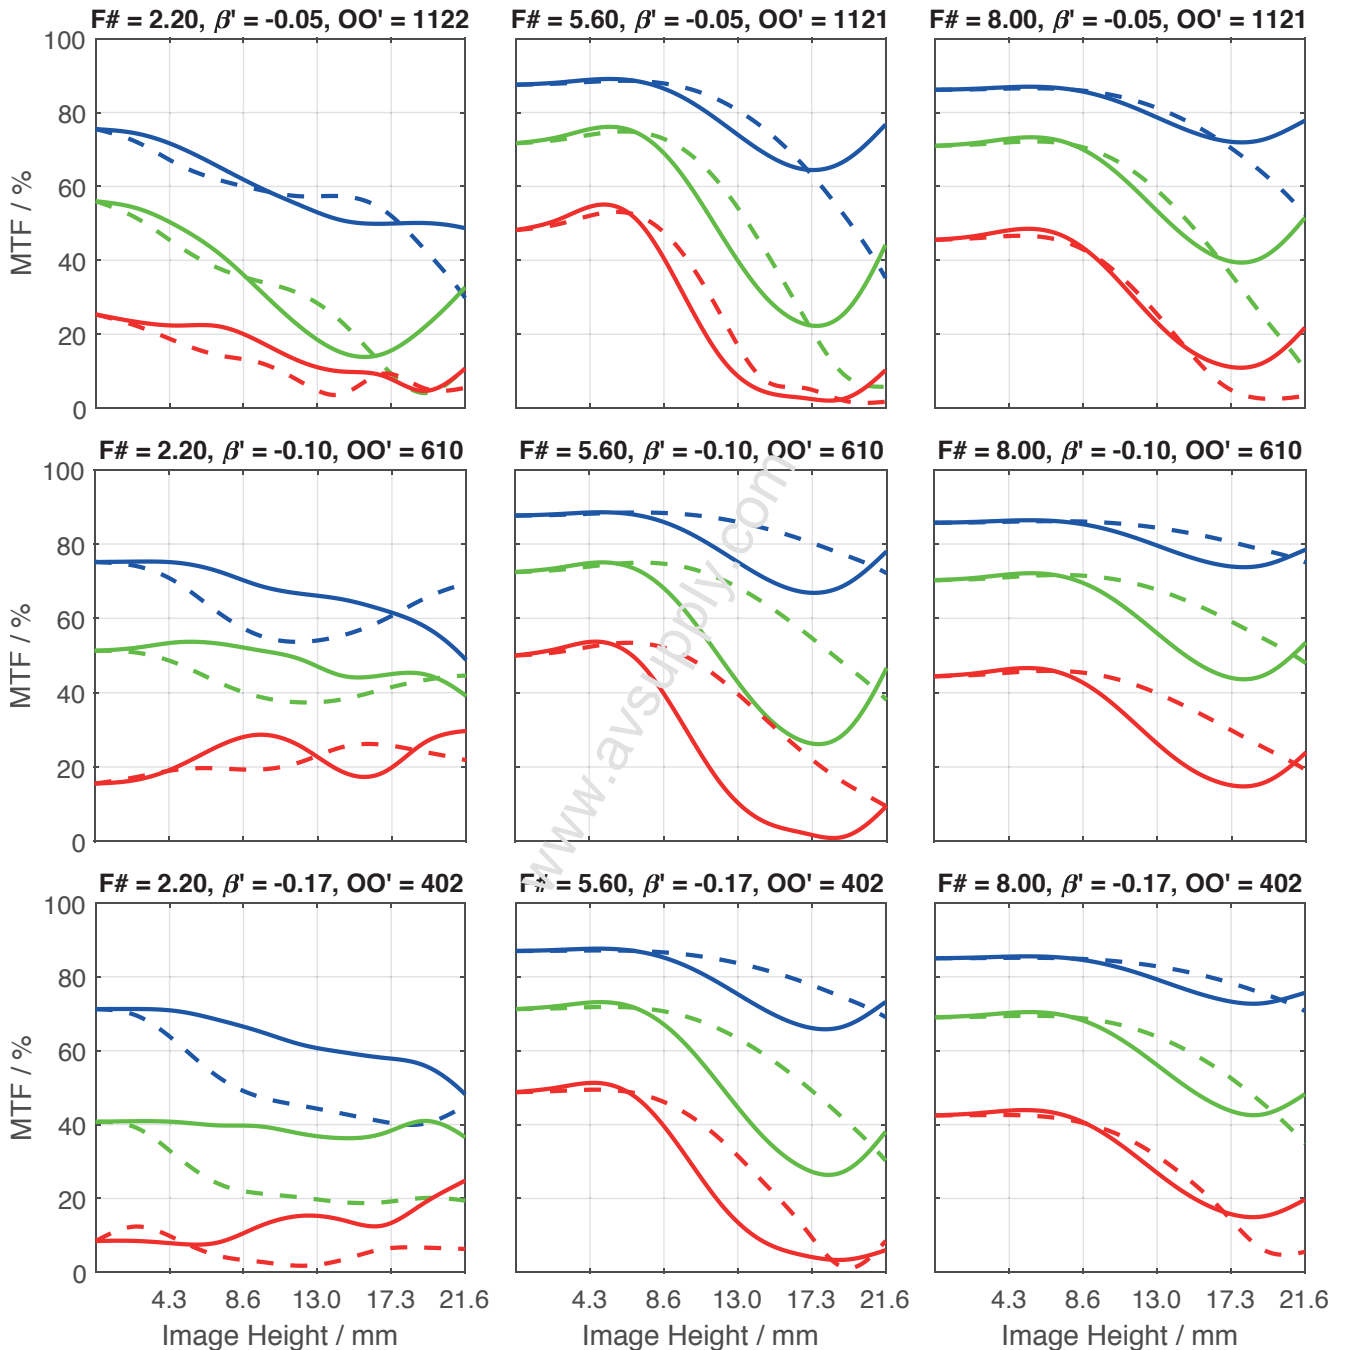 F# = 2.20, β' = -0.05, OO' = 1122
F# = 5.60, β' = -0.05, OO' = 1121
F# = 8.00, β' = -0.05, OO' = 1121
100
80
60
40
20
0
MTF / %
F# = 2.20, β' = -0.10, OO' = 610
F# = 5.60, β' = -0.10, OO' = 610
F# = 8.00, β' = -0.10, OO' = 610
100
80
60
40
20
0
MTF / %
www.avsupply.com
F# = 2.20, β' = -0.17, OO' = 402
F# = 5.60, β' = -0.17, OO' = 402
F# = 8.00, β' = -0.17, OO' = 402
100
80
60
40
20
0
MTF / %
4.3 8.6 13.0 17.3 21.6
4.3 8.6 13.0 17.3 21.6
4.3 8.6 13.0 17.3 21.6
Image Height / mm
Image Height / mm
Image Height / mm